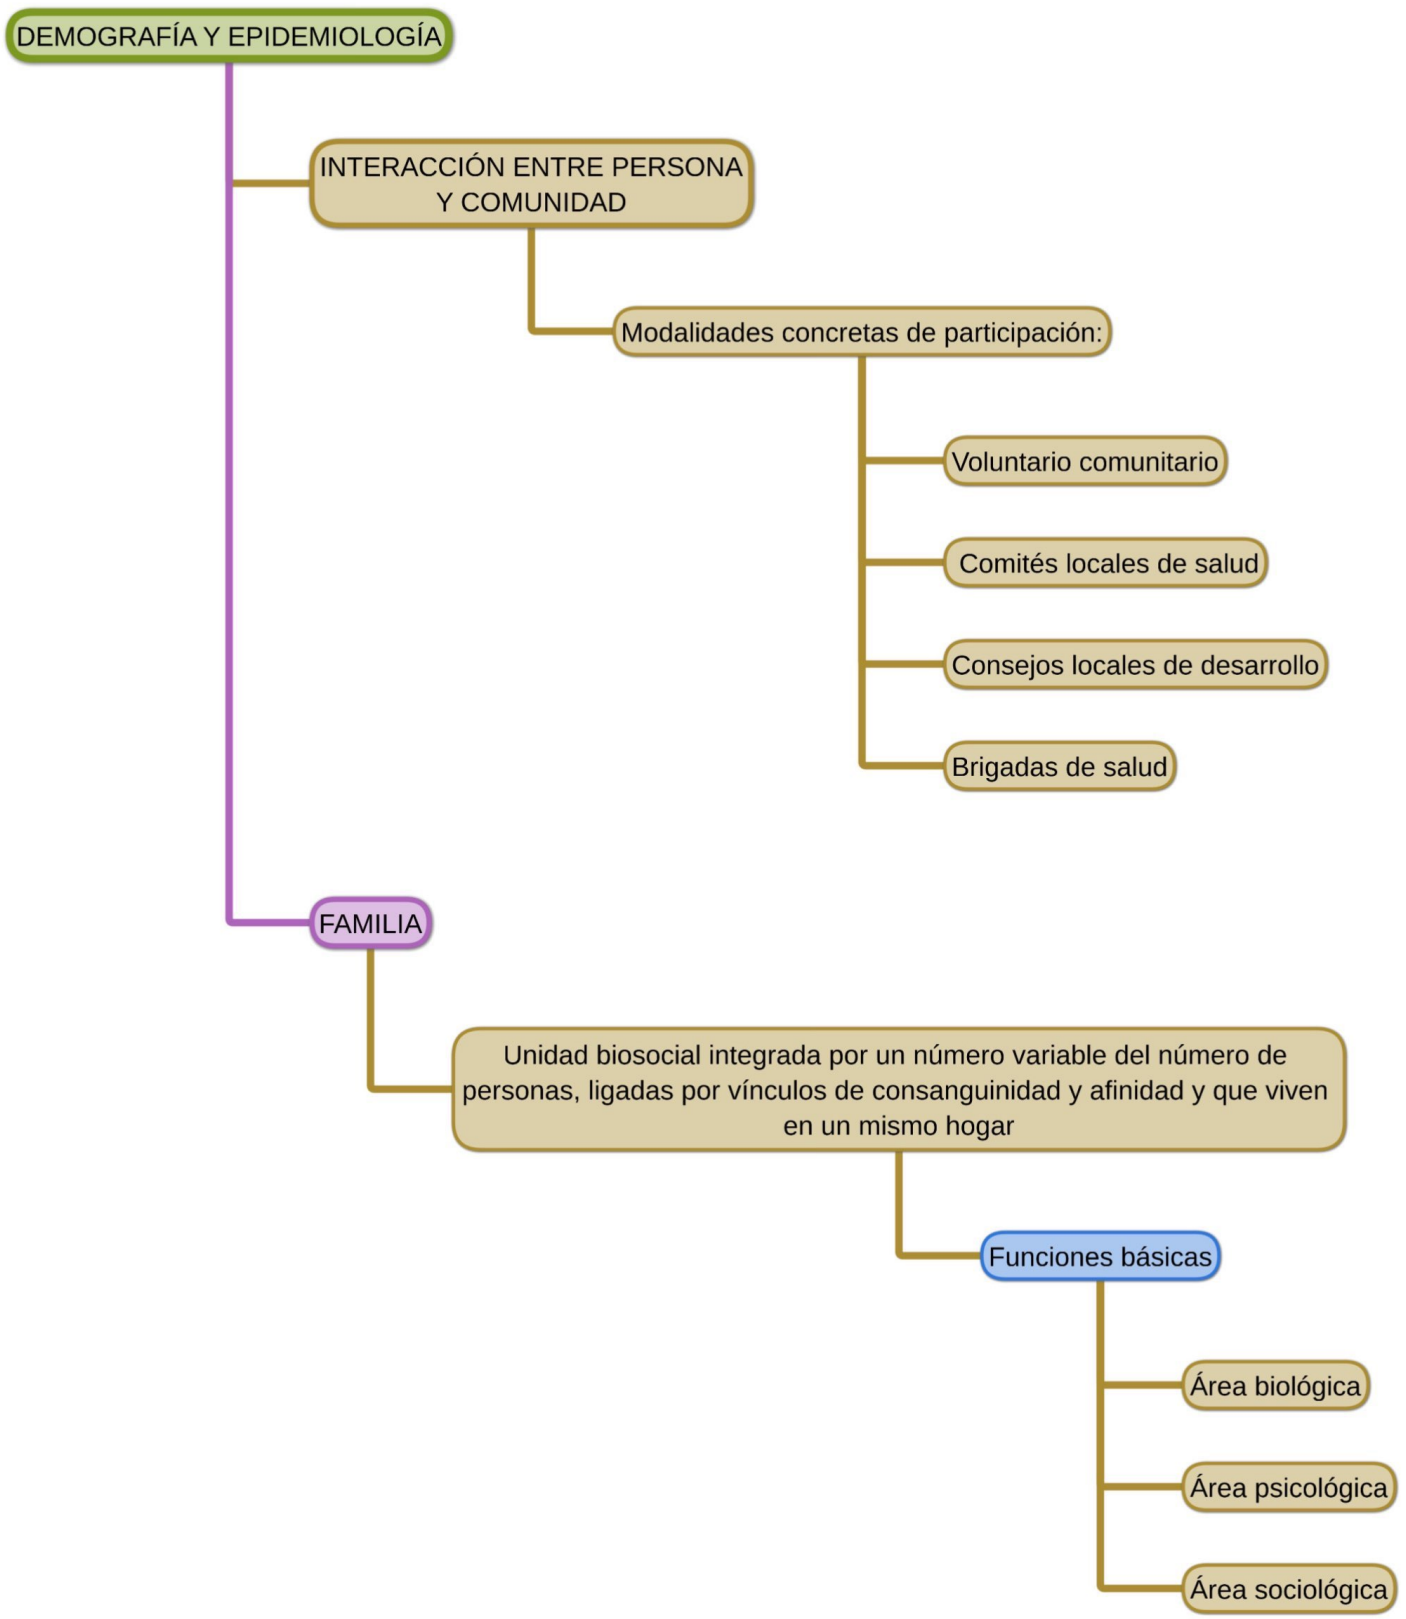 DEMOGRAFÍA Y EPIDEMIOLOGÍA
INTERACCIÓN ENTRE PERSONA
Y COMUNIDAD
Modalidades concretas de participación:
Voluntario comunitario
Comités locales de salud
Consejos locales de desarrollo
Brigadas de salud
FAMILIA
Unidad biosocial integrada por un número variable del número de
personas, ligadas por vínculos de consanguinidad y afinidad y que viven
en un mismo hogar
Funciones básicas
Área biológica
Área psicológica
Área sociológica